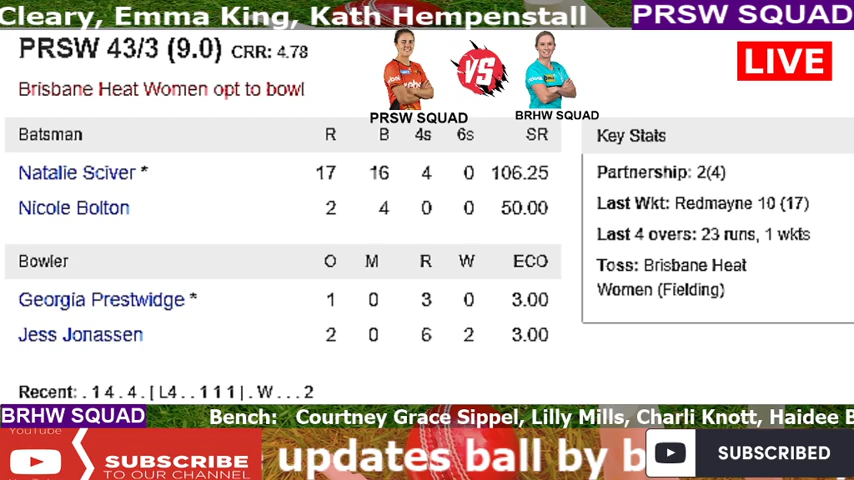 Cleary, Emma King, Kath Hempenstall PRSW SQUAD
PRSW 43/3 (9.0) CRR: 4.78
Brisbane Heat Women opt to bowl
VS
LIVE
PRSW SQUAD BRHW SQUAD
Batsman R B 4s 6s SR
Natalie Sciver * 17 16 4 0 106.25
Nicole Bolton 2 4 0 0 50.00
Bowler O M R W ECO
Georgia Prestwidge * 1 0 3 0 3.00
Jess Jonassen 2 0 6 2 3.00
Recent: . 1 4 . 4 . [ L4 . . 1 1 1 | . W . . . 2
Key Stats
Partnership: 2(4)
Last Wkt: Redmayne 10 (17)
Last 4 overs: 23 runs, 1 wkts
Toss: Brisbane Heat
Women (Fielding)
BRHW SQUAD Bench: Courtney Grace Sippel, Lilly Mills, Charli Knott, Haidee B
YouTube
SUBSCRIBE
TO OUR CHANNEL
updates ball by b
SUBSCRIBED